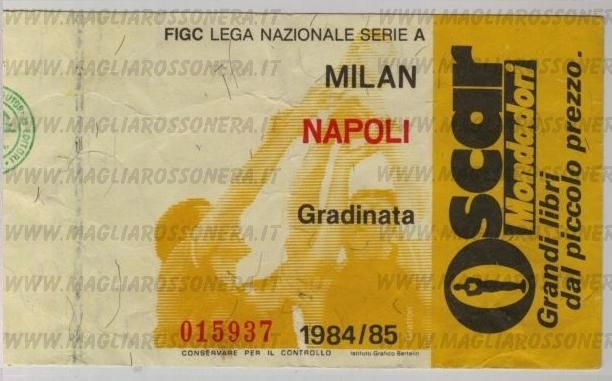 FIGC LEGA NAZIONALE SERIE A
MILAN
NAPOLI
Gradinata
015937
1984/85
CONSERVARE PER IL CONTROLLO
Istituto Grafico Bertello
Oscar
Mondadori
Grandi libri
dal piccolo prezzo.
WWW.MAGLIAROSSONERA.IT